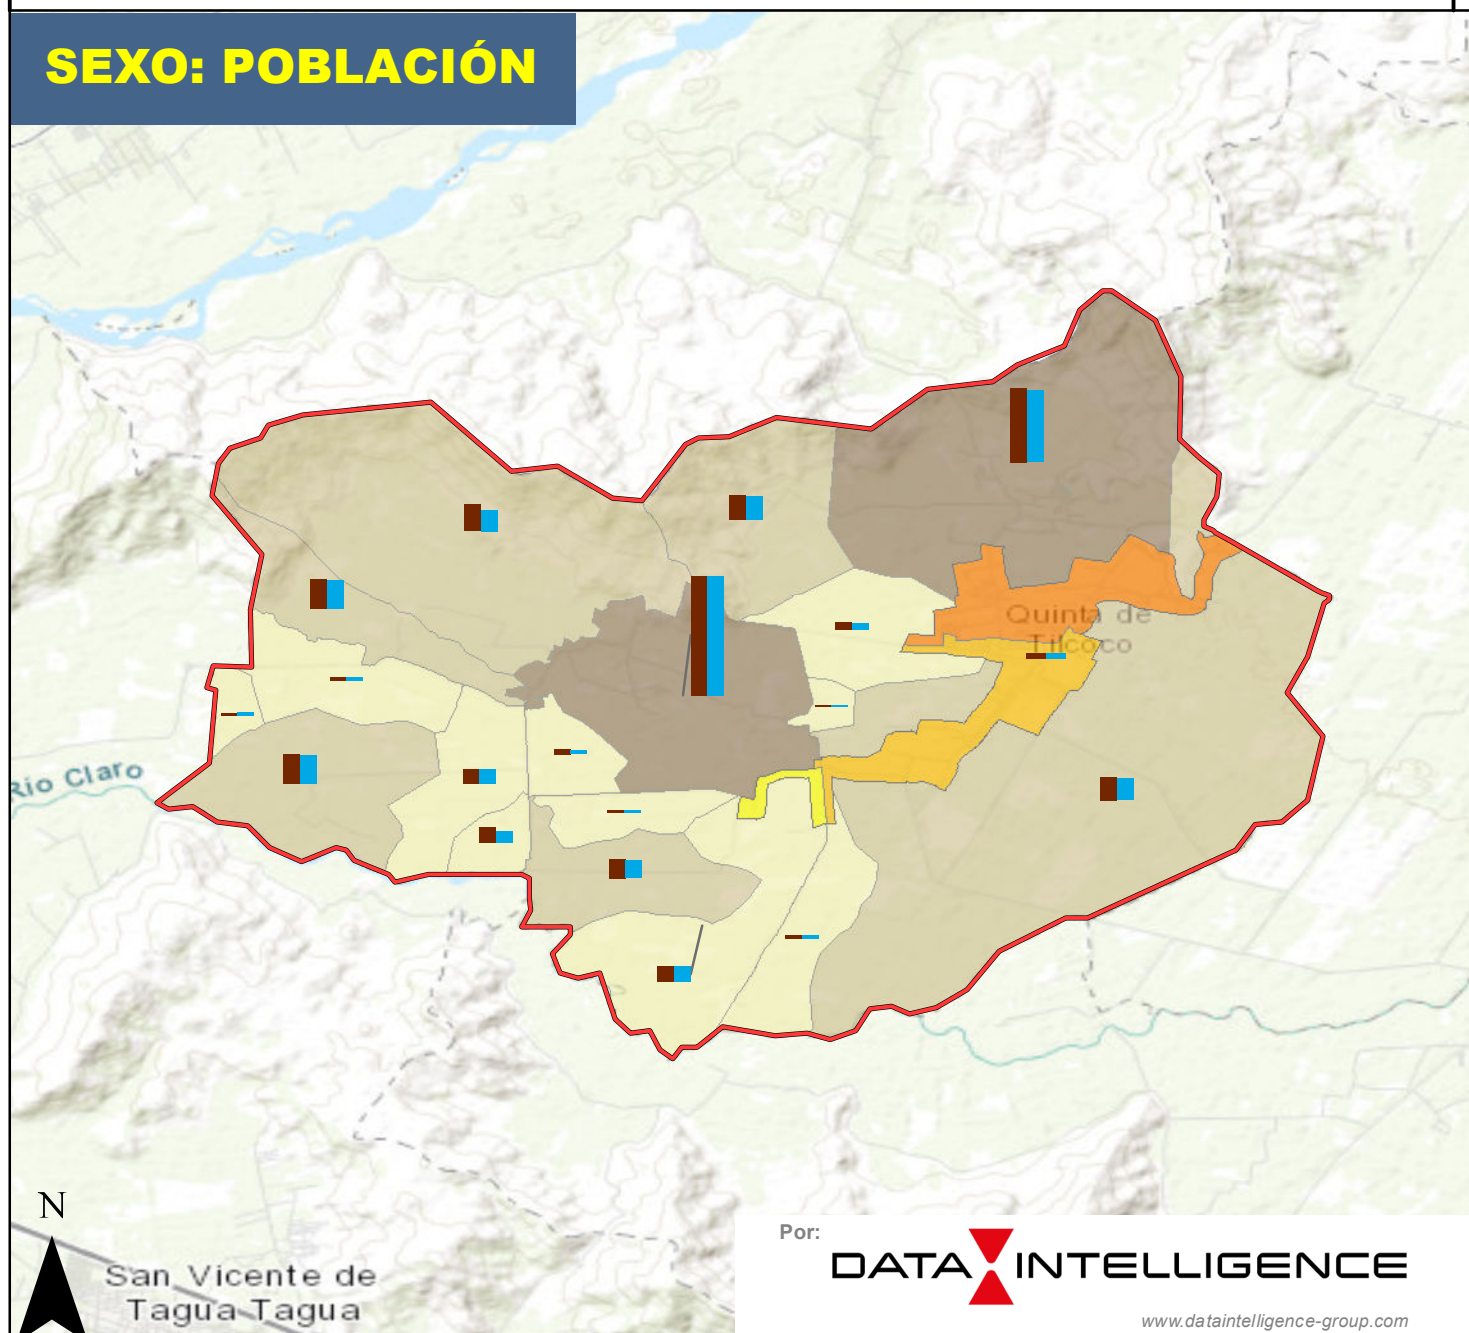 SEXO: POBLACIÓN
Quinta de
Tilcoco
Rio Claro
N
San Vicente de
Tagua Tagua
Por:
DATA INTELLIGENCE
www.dataintelligence-group.com